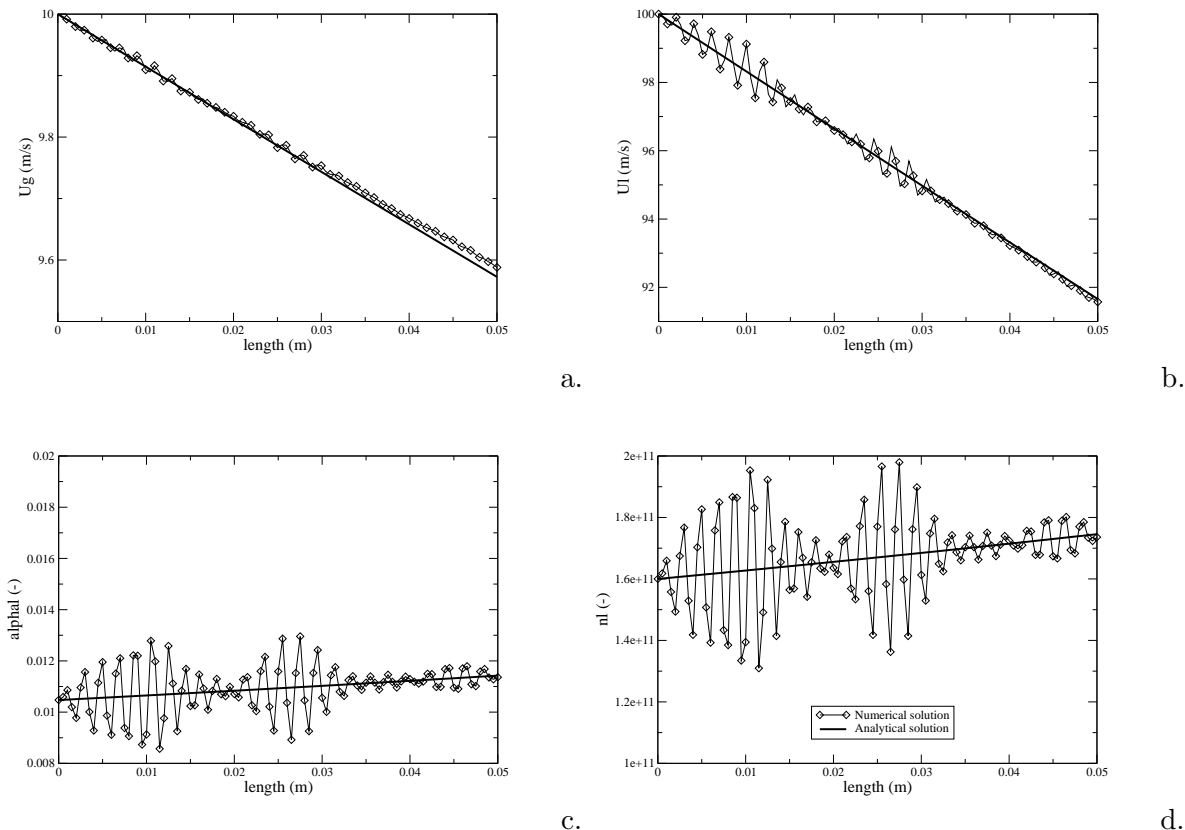 10
9.8
9.6
Ug (m/s)
0 0.01 0.02 0.03 0.04 0.05
length (m)
a.
100
98
96
94
92
Ul (m/s)
0 0.01 0.02 0.03 0.04 0.05
length (m)
b.
0.02
0.018
0.016
0.014
0.012
0.01
0.008
alphal (-)
0 0.01 0.02 0.03 0.04 0.05
length (m)
c.
2e+11
1.8e+11
1.6e+11
1.4e+11
1.2e+11
1e+11
nl (-)
Numerical solution
Analytical solution
0 0.01 0.02 0.03 0.04 0.05
length (m)
d.